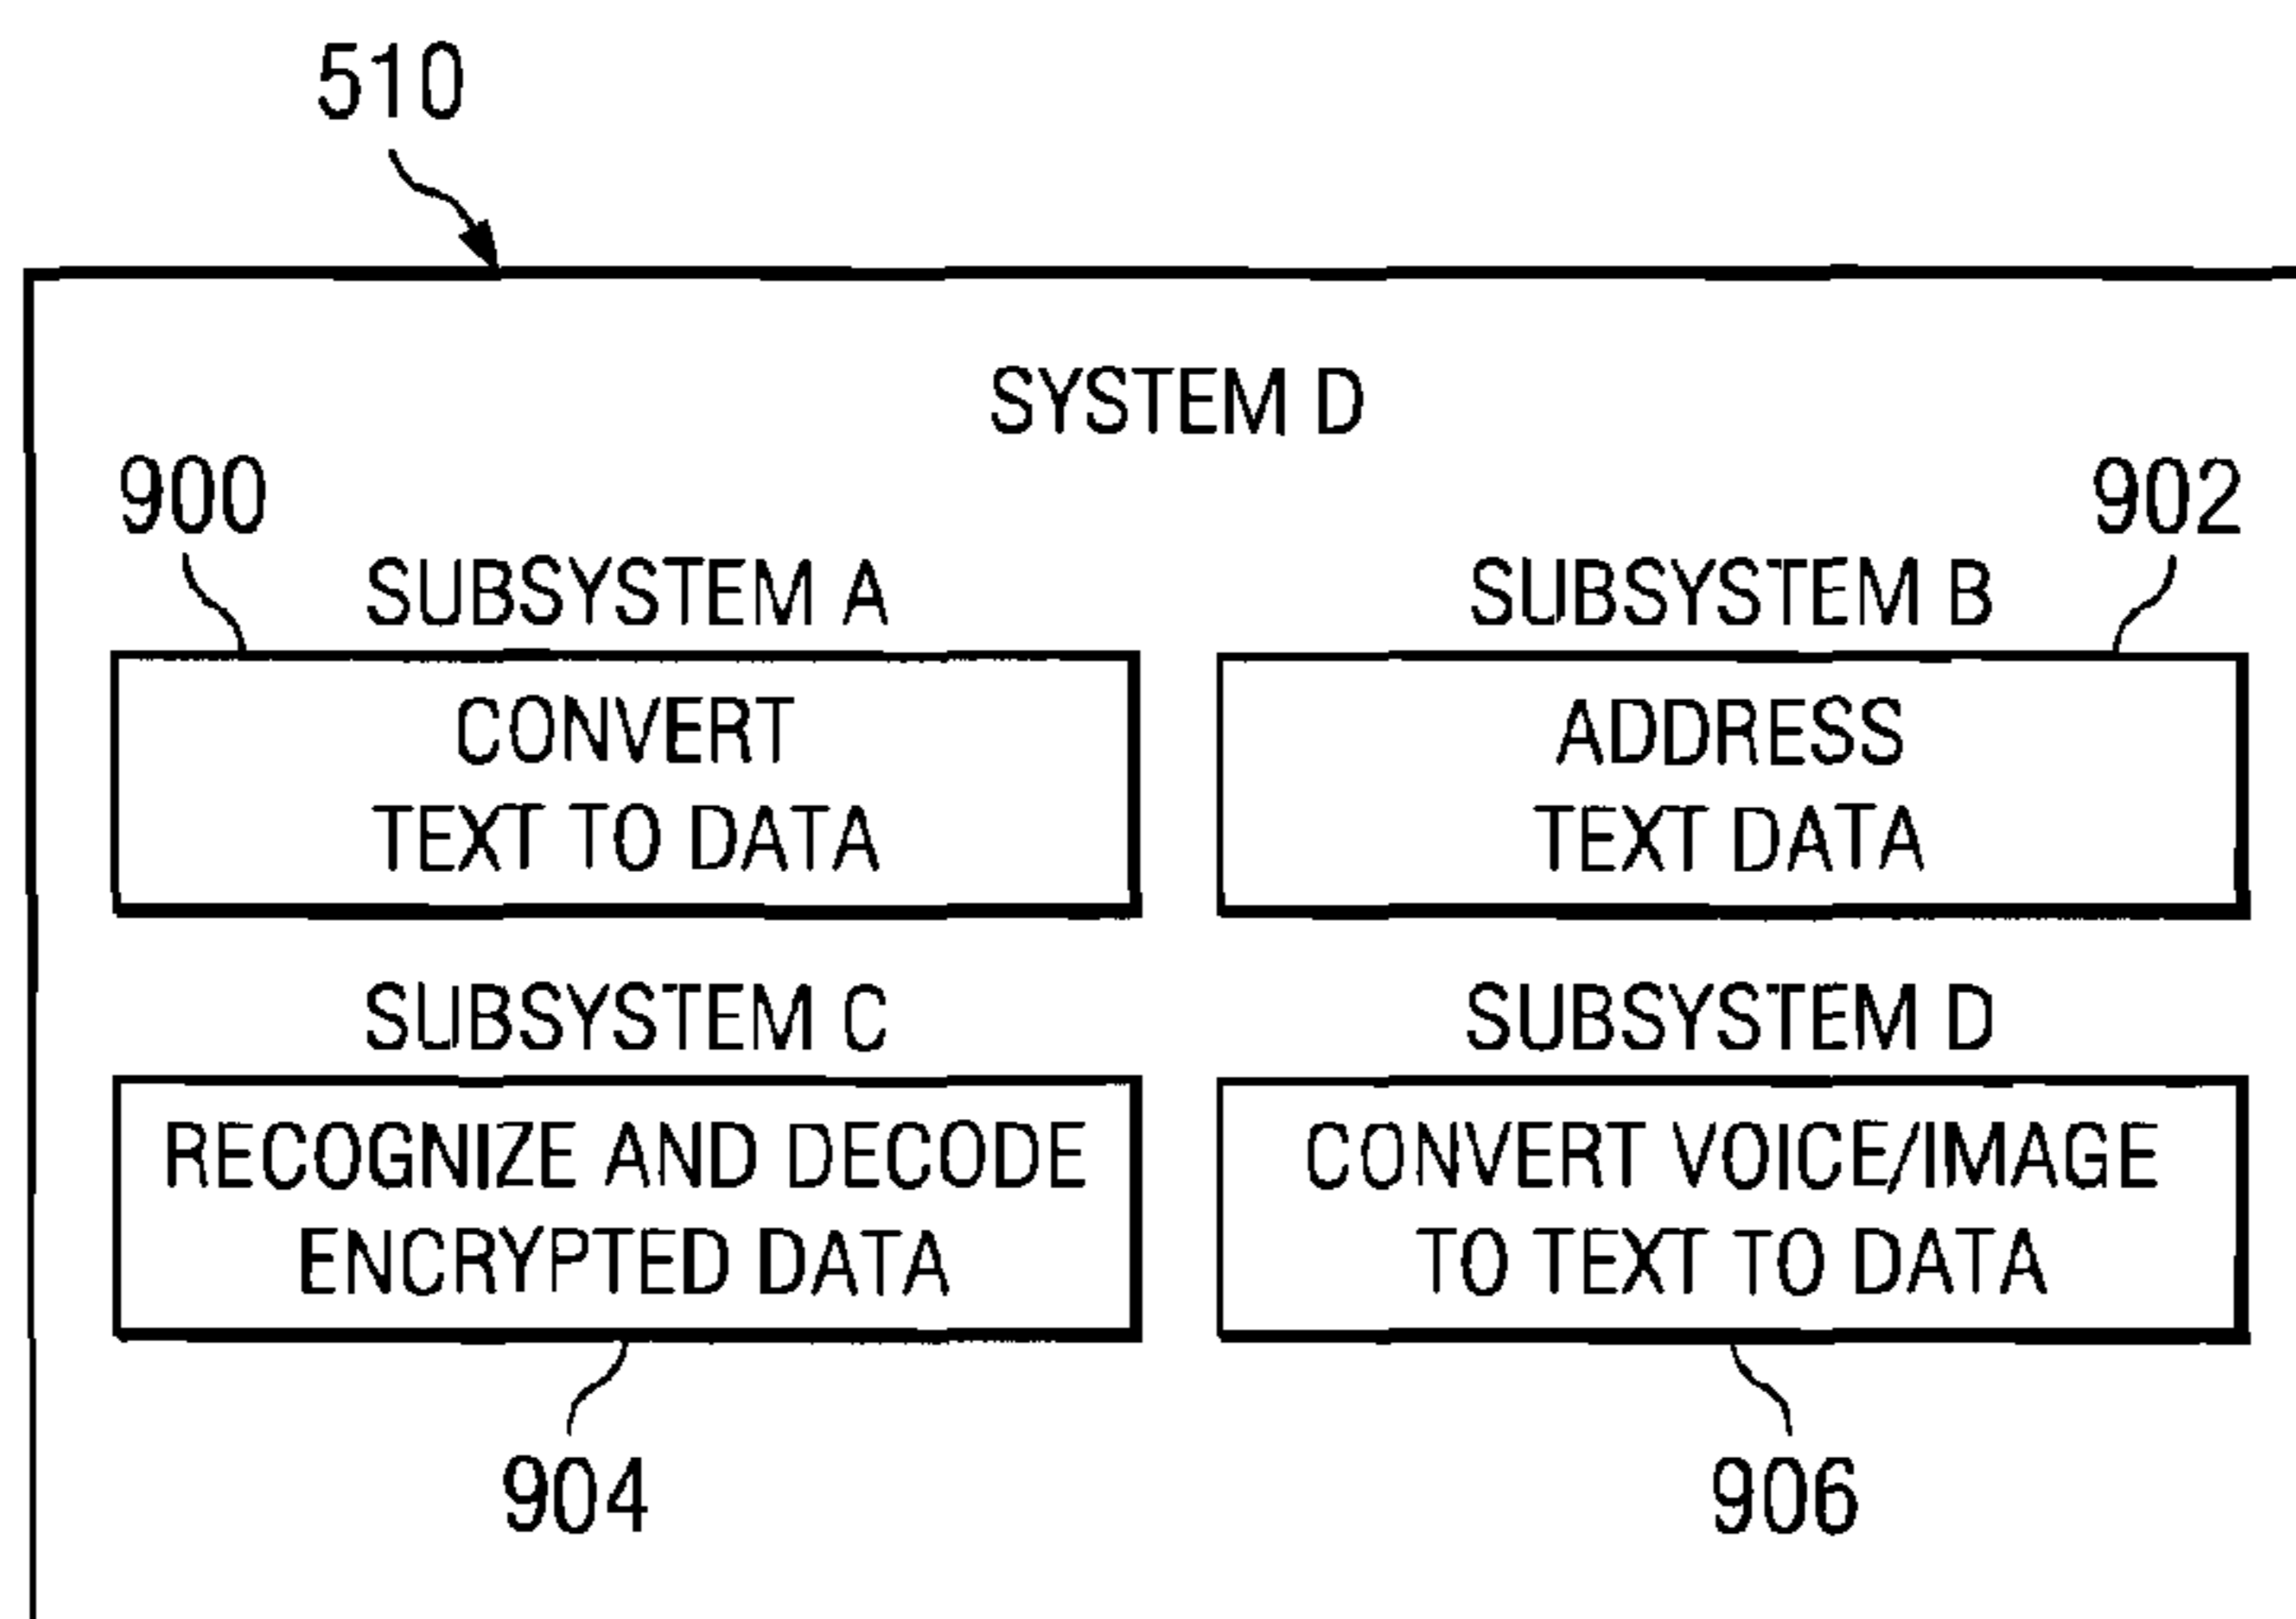 510
SYSTEM D
900
902
SUBSYSTEM A
SUBSYSTEM B
CONVERT
TEXT TO DATA
ADDRESS
TEXT DATA
SUBSYSTEM C
SUBSYSTEM D
RECOGNIZE AND DECODE
ENCRYPTED DATA
CONVERT VOICE/IMAGE
TO TEXT TO DATA
904
906